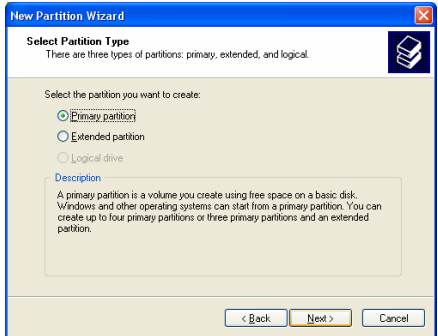 New Partition Wizard
Select Partition Type
There are three types of partitions: primary, extended, and logical.
Select the partition you want to create:
Primary partition
Extended partition
Logical drive
Description
A primary partition is a volume you create using free space on a basic disk.
Windows and other operating systems can start from a primary partition. You can
create up to four primary partitions or three primary partitions and an extended
partition.
< Back
Next >
Cancel